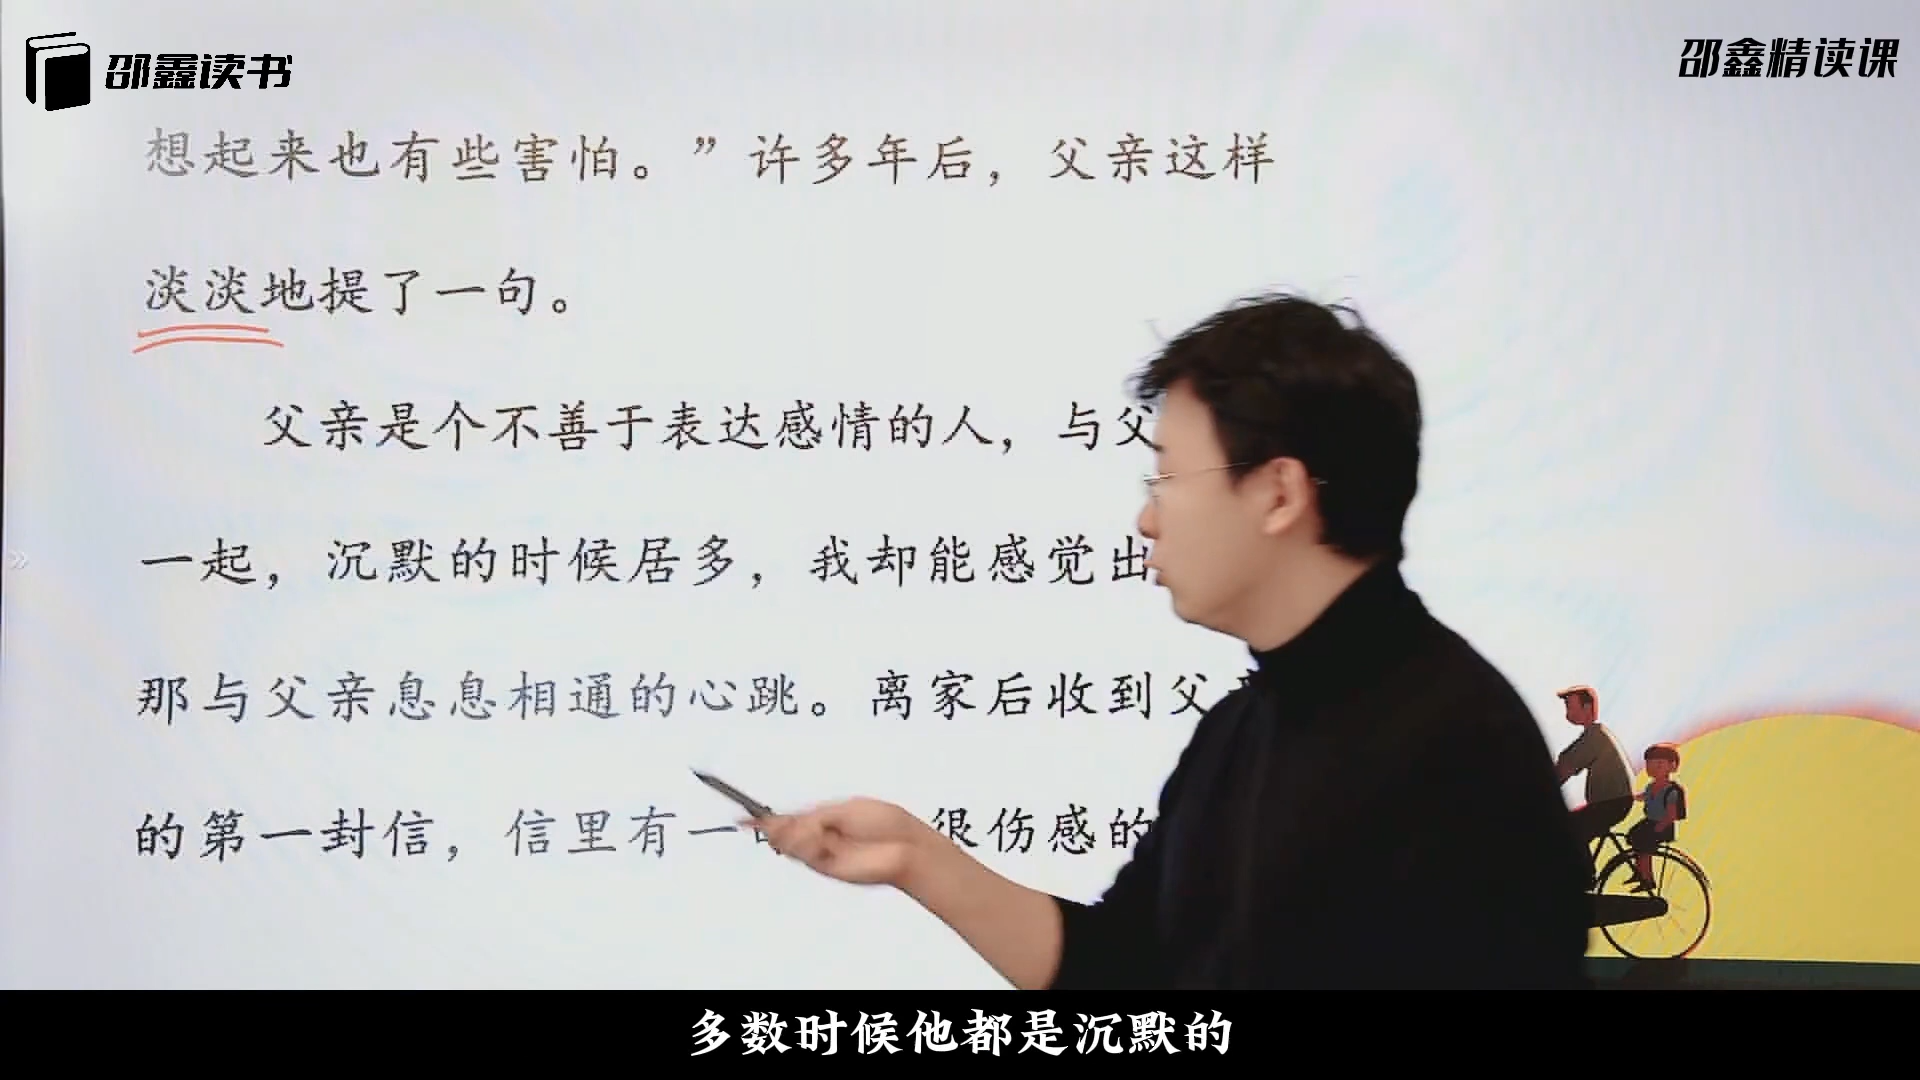 邵鑫读书
邵鑫精读课
想起来也有些害怕。”许多年后，父亲这样
淡淡地提了一句。
父亲是个不善于表达感情的人，与父
一起，沉默的时候居多，我却能感觉出
那与父亲息息相通的心跳。离家后收到父
的第一封信，信里有一 很伤感的
多数时候他都是沉默的